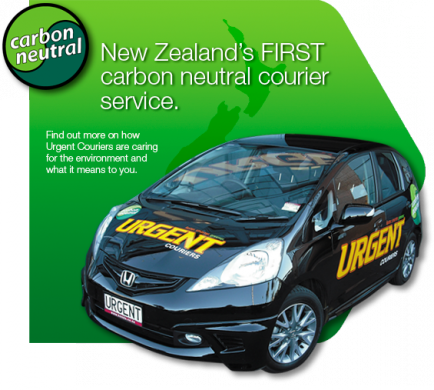 carbon
neutral
New Zealand's FIRST
carbon neutral courier
service.
Find out more on how
Urgent Couriers are caring
for the environment and
what it means to you.
URGENT
COURIERS
URGENT
COURIERS
URGENT